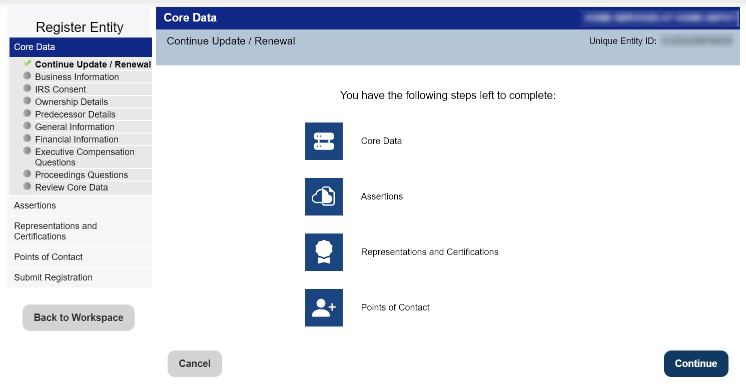 Register Entity
Core Data
Continue Update / Renewal
Business Information
IRS Consent
Ownership Details
Predecessor Details
General Information
Financial Information
Executive Compensation
Questions
Proceedings Questions
Review Core Data
Assertions
Representations and
Certifications
Points of Contact
Submit Registration
Back to Workspace
Core Data
Continue Update / Renewal
Unique Entity ID:
You have the following steps left to complete:
Core Data
Assertions
Representations and Certifications
Points of Contact
Cancel
Continue